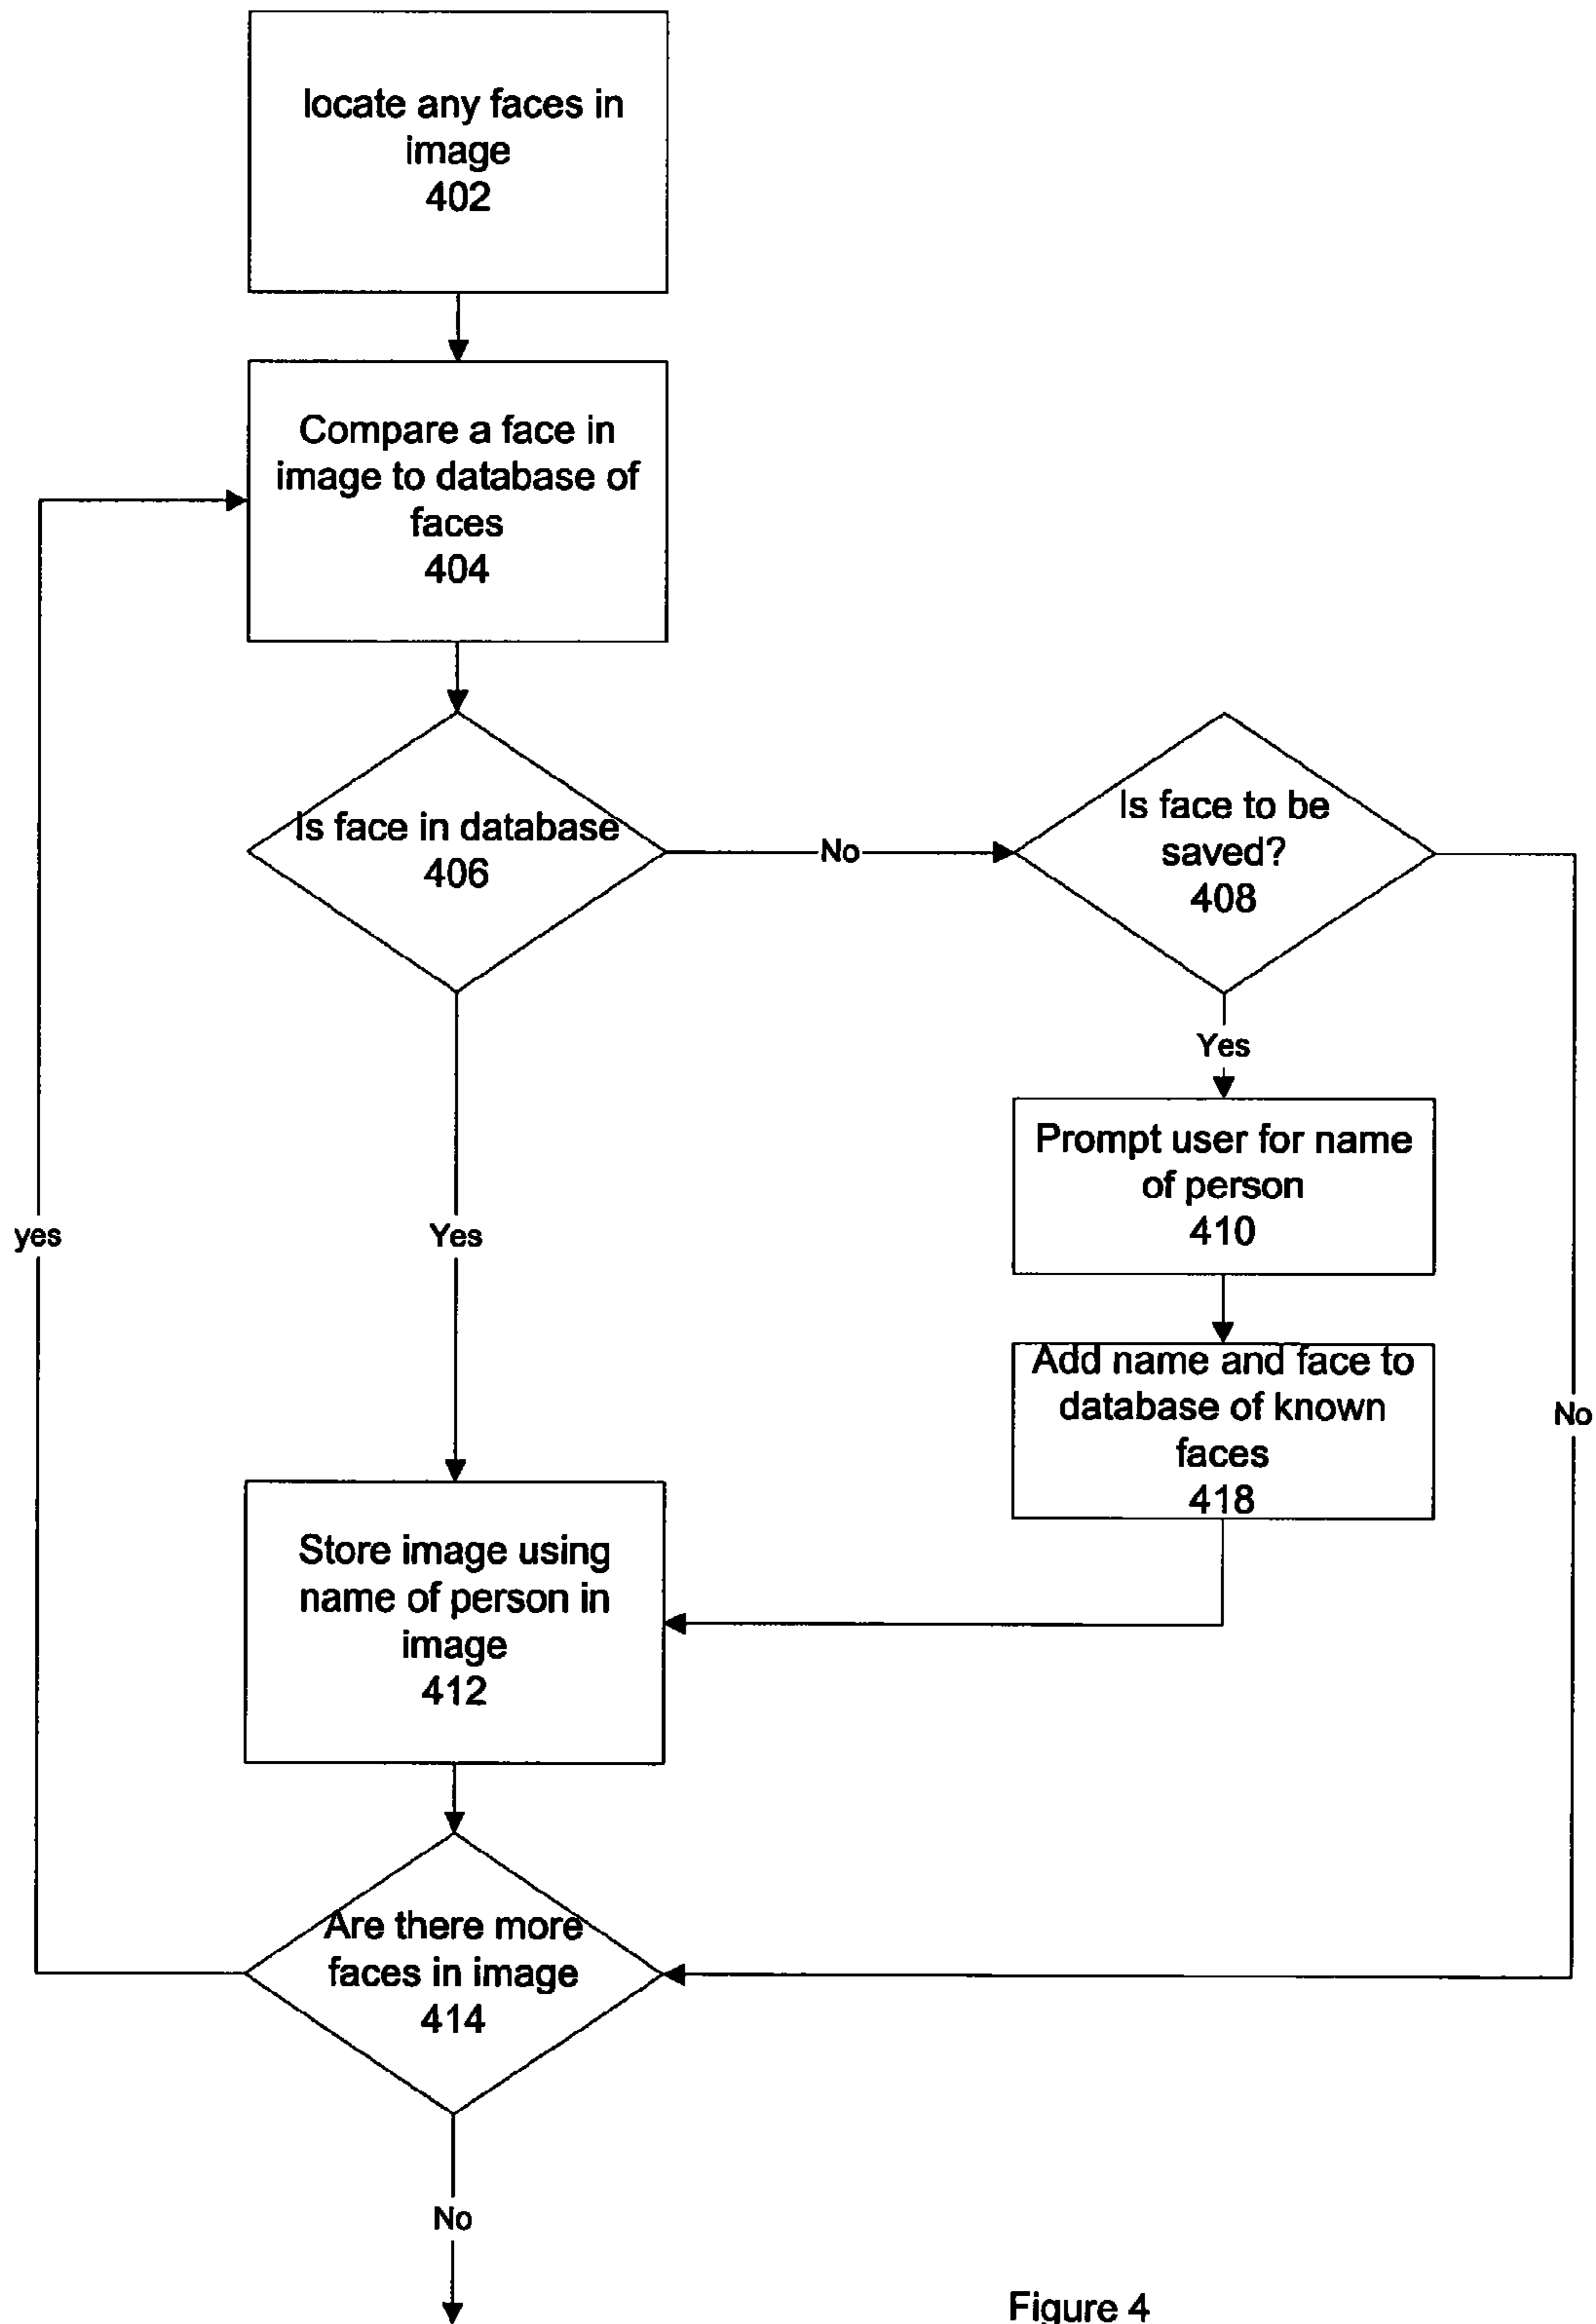 locate any faces in
image
402
Compare a face in
image to database of
faces
404
Is face in database
406
No
Is face to be
saved?
408
Yes
Prompt user for name
of person
410
yes
Yes
Add name and face to
database of known
faces
418
No
Store image using
name of person in
image
412
Are there more
faces in image
414
No
Figure 4